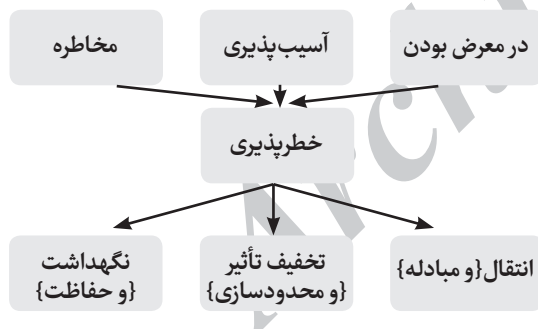 در معرض بودن
آسیب‌پذیری
مخاطره
خطرپذیری
انتقال{و مبادله}
تخفیف تأثیر
{و محدودسازی}
نگهداشت
{و حفاظت}